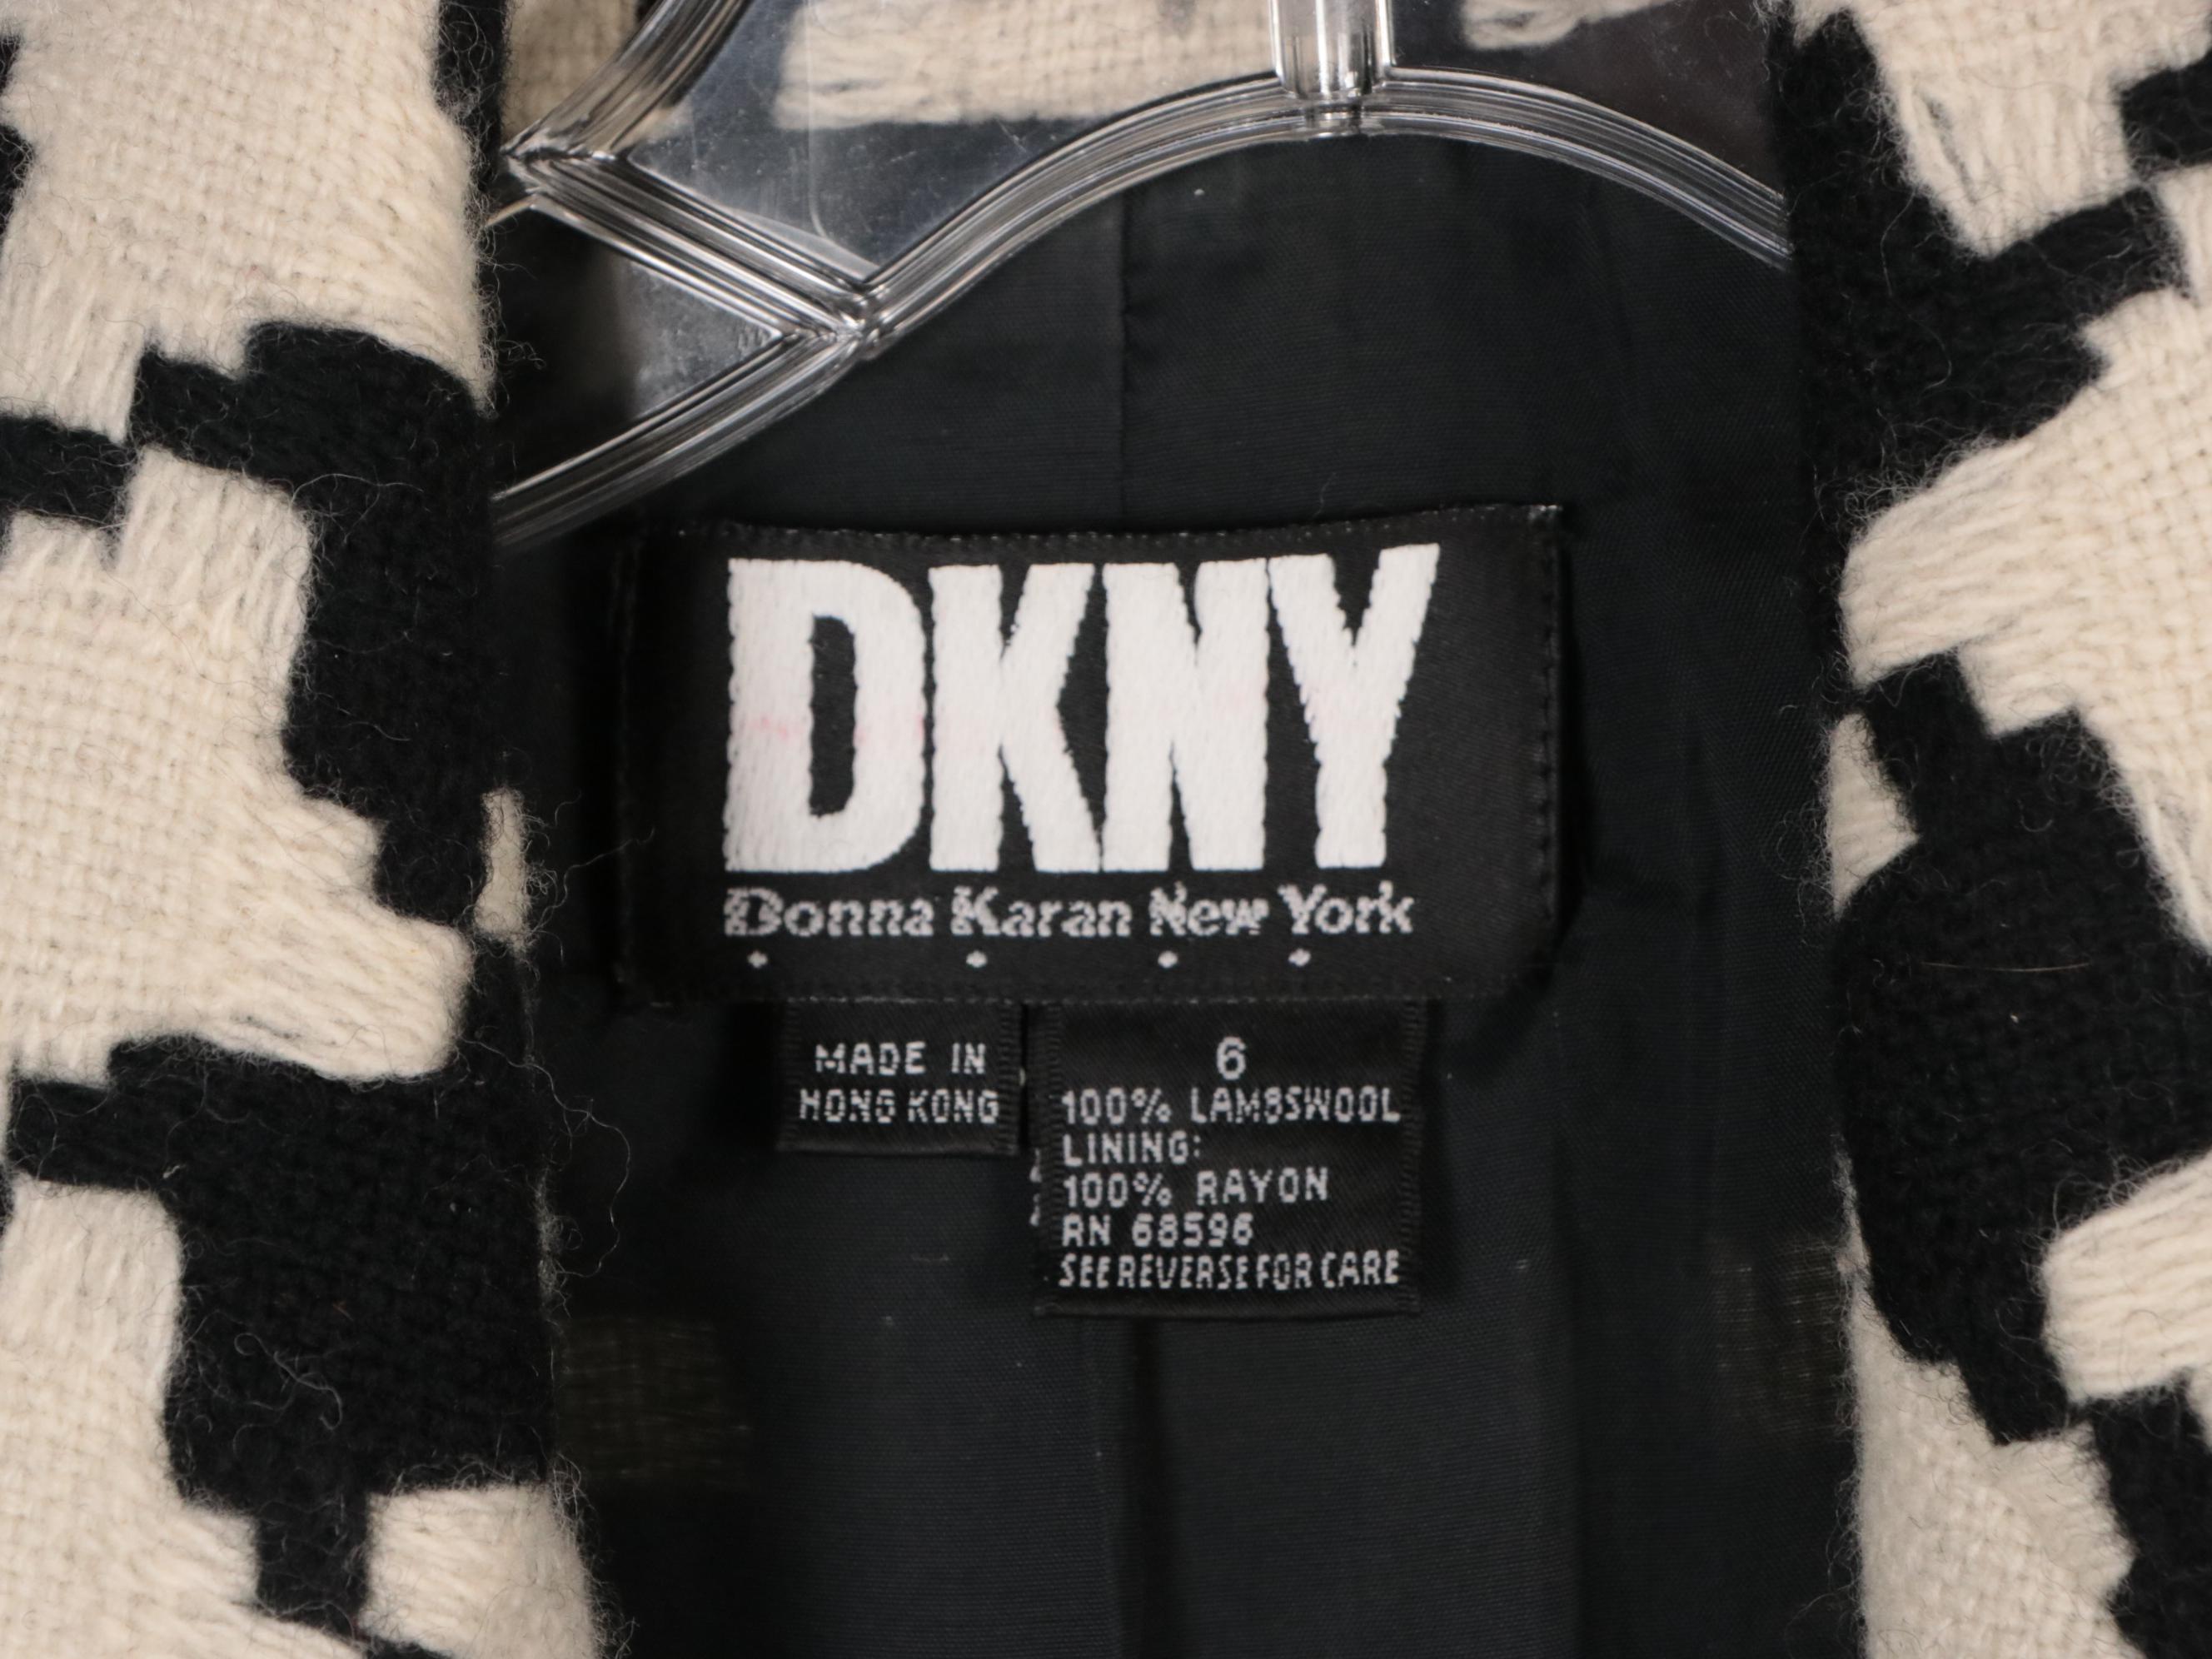 DKNY
Donna Karan New York
MADE IN
HONG KONG
6
100% LAMBSWOOL
LINING:
100% RAYON
RN 68596
SEE REVERSE FOR CARE